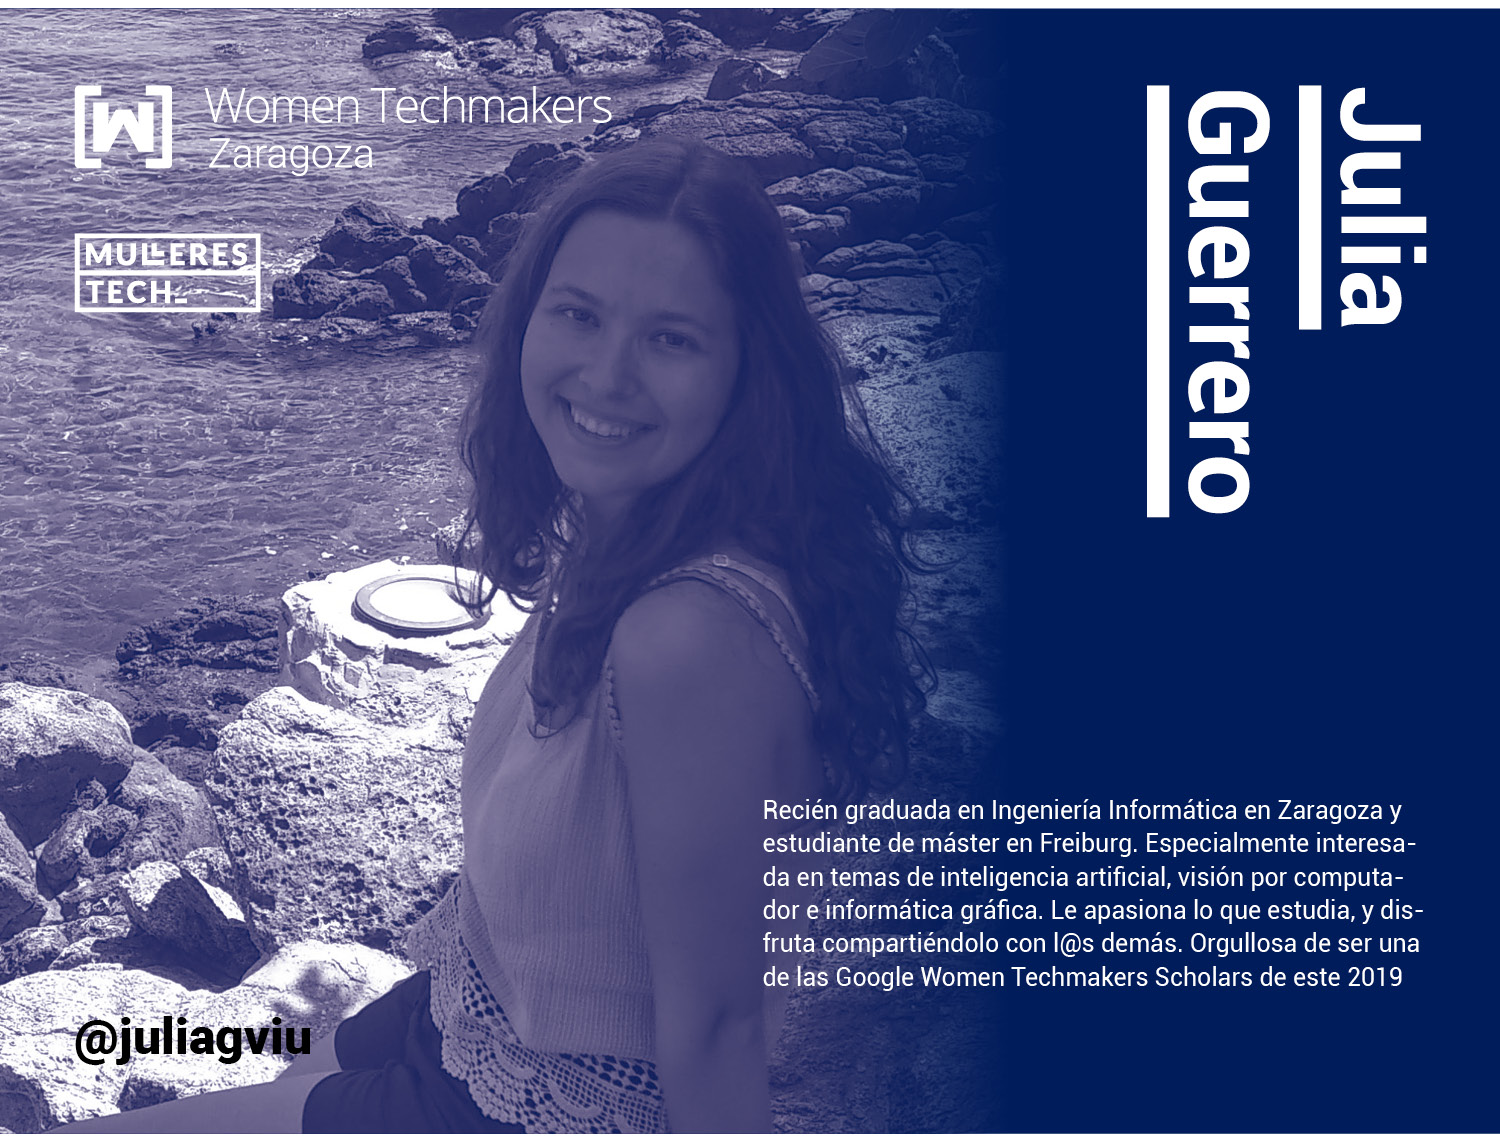 [W]
Women Techmakers
Zaragoza
MULLERES
TECH_
Julia
Guerrero
Recién graduada en Ingeniería Informática en Zaragoza y
estudiante de máster en Freiburg. Especialmente interesa-
da en temas de inteligencia artificial, visión por computa-
dor e informática gráfica. Le apasiona lo que estudia, y dis-
fruta compartiéndolo con l@s demás. Orgullosa de ser una
de las Google Women Techmakers Scholars de este 2019
@juliagviu